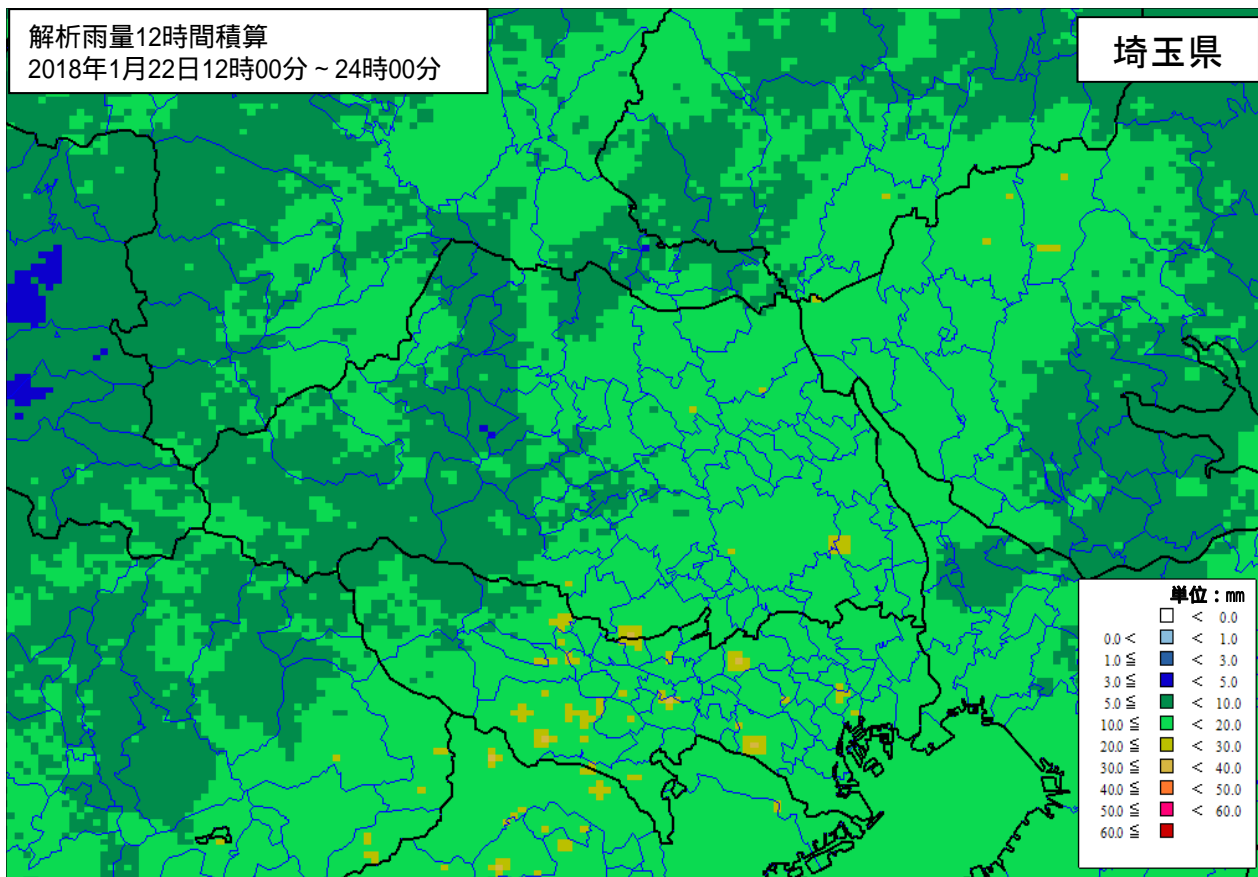 解析雨量12時間積算
2018年1月22日12時00分～24時00分
埼玉県
単位：mm
＜ 0.0
0.0 ＜ ＜ 1.0
1.0 ≦ ＜ 3.0
3.0 ≦ ＜ 5.0
5.0 ≦ ＜ 10.0
10.0 ≦ ＜ 20.0
20.0 ≦ ＜ 30.0
30.0 ≦ ＜ 40.0
40.0 ≦ ＜ 50.0
50.0 ≦ ＜ 60.0
60.0 ≦